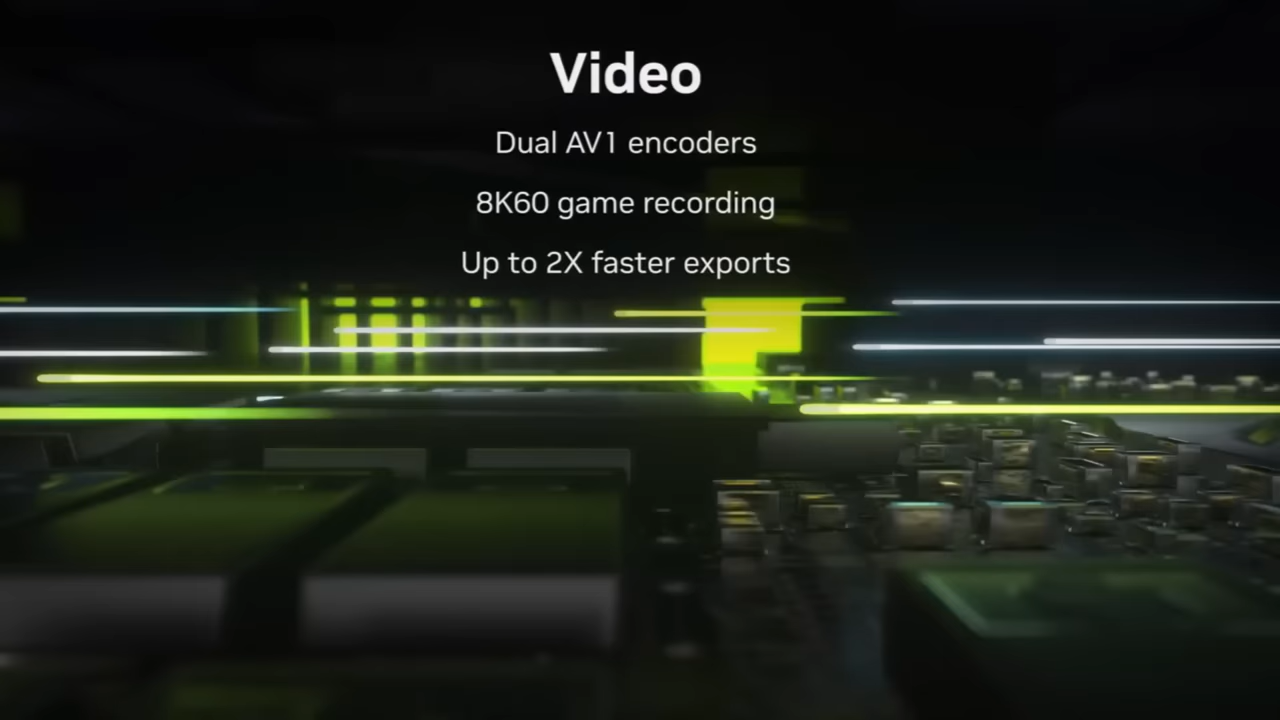 Video
Dual AV1 encoders
8K60 game recording
Up to 2X faster exports